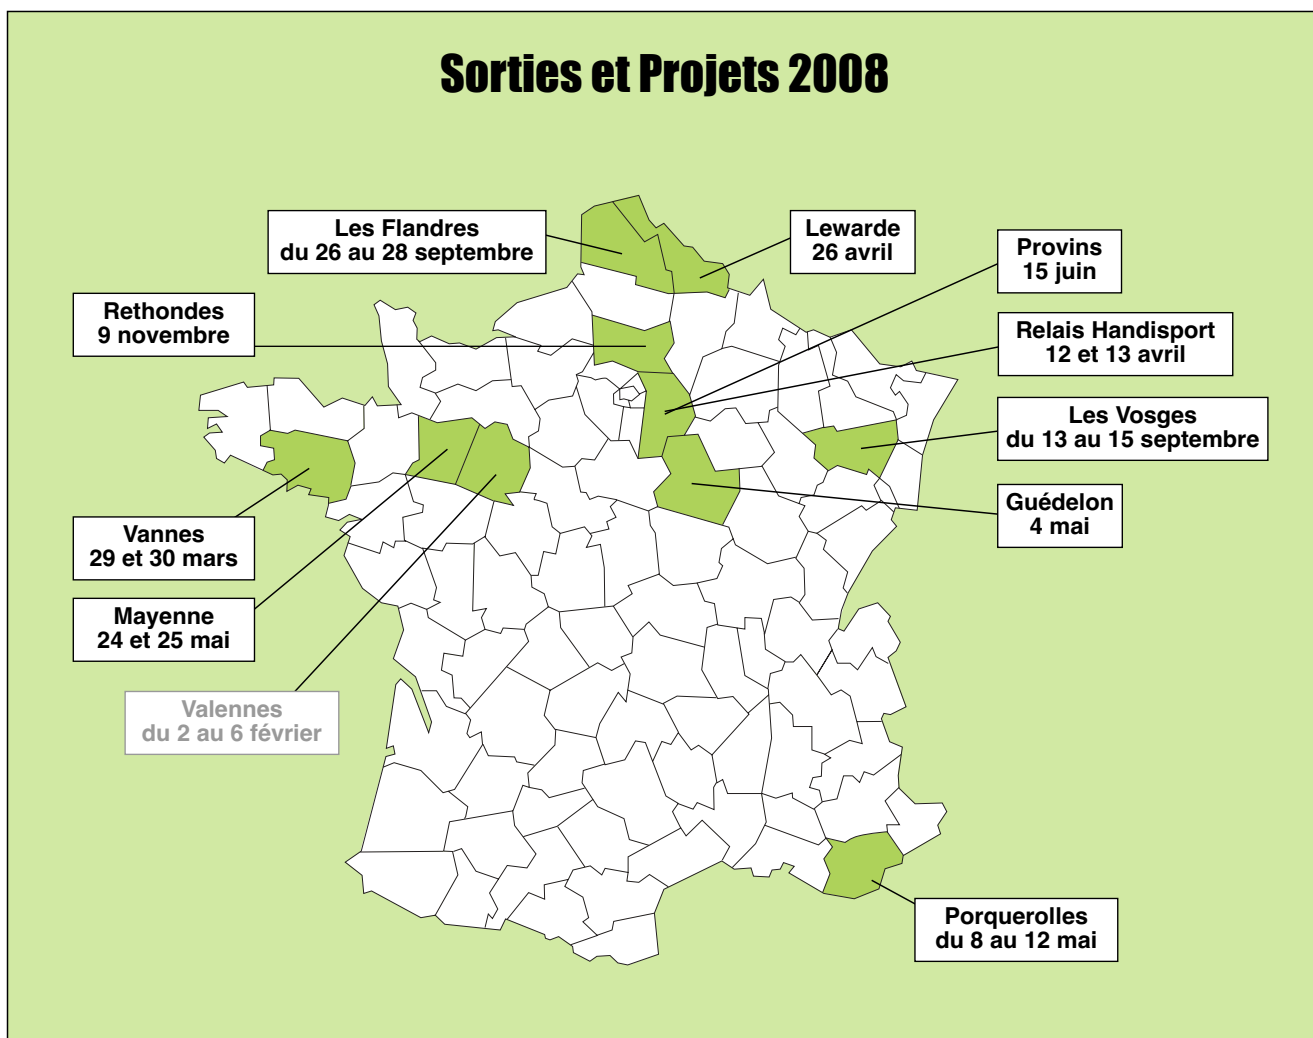 Sorties et Projets 2008
Les Flandres
du 26 au 28 septembre
Lewarde
26 avril
Provins
15 juin
Rethondes
9 novembre
Relais Handisport
12 et 13 avril
Les Vosges
du 13 au 15 septembre
Guédelon
4 mai
Vannes
29 et 30 mars
Mayenne
24 et 25 mai
Valennes
du 2 au 6 février
Porquerolles
du 8 au 12 mai